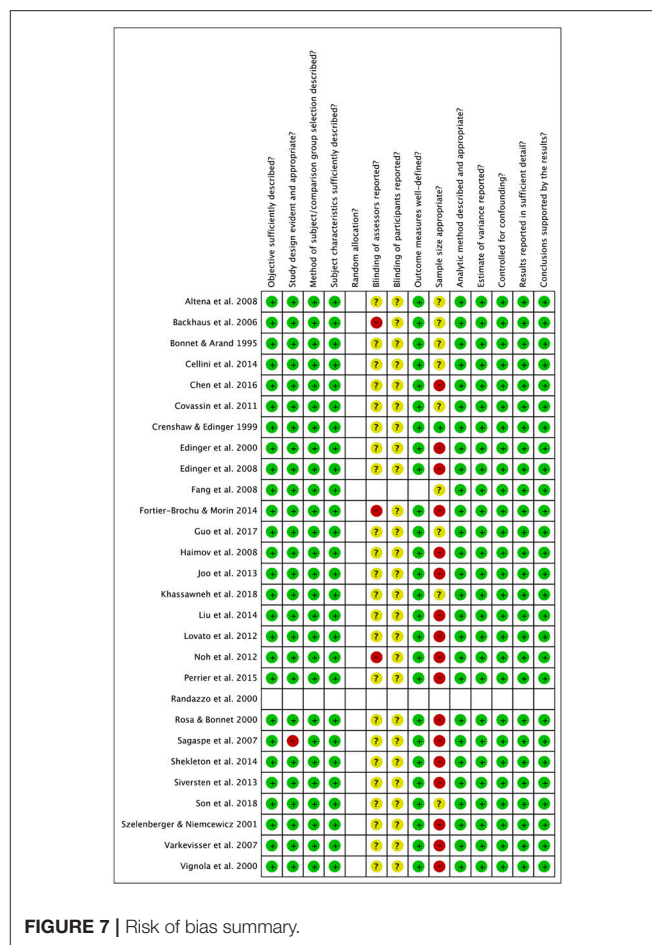 Objective sufficiently described?
Study design evident and appropriate?
Method of subject/comparison group selection described?
Subject characteristics sufficiently described?
Random allocation?
Blinding of assessors reported?
Blinding of participants reported?
Outcome measures well-defined?
Sample size appropriate?
Analytic method described and appropriate?
Estimate of variance reported?
Controlled for confounding?
Results reported in sufficient detail?
Conclusions supported by the results?
Altena et al. 2008 + + + + ? ? + ? + + + + +
Backhaus et al. 2006 + + + + - ? + ? + + + + +
Bonnet & Arand 1995 + + + + ? ? + ? + + + + +
Cellini et al. 2014 + + + + ? ? + ? + + + + +
Chen et al. 2016 + + + + ? ? + - + + + + +
Covassin et al. 2011 + + + + ? ? + ? + + + + +
Crenshaw & Edinger 1999 + + + + ? ? + + + + + + +
Edinger et al. 2000 + + + + ? ? + - + + + + +
Edinger et al. 2008 + + + + ? ? + - + + + + +
Fang et al. 2008 + + + + ? + + + + +
Fortier-Brochu & Morin 2014 + + + + - ? + - + + + + +
Guo et al. 2017 + + + + ? ? + ? + + + + +
Haimov et al. 2008 + + + + ? ? + - + + + + +
Joo et al. 2013 + + + + ? ? + - + + + + +
Khassawneh et al. 2018 + + + + ? ? + ? + + + + +
Liu et al. 2014 + + + + ? ? + - + + + + +
Lovato et al. 2012 + + + + ? ? + - + + + + +
Noh et al. 2012 + + + + - ? + - + + + + +
Perrier et al. 2015 + + + + ? ? + - + + + + +
Randazzo et al. 2000
Rosa & Bonnet 2000 + + + + ? ? + - + + + + +
Sagaspe et al. 2007 + - + + ? ? + - + + + + +
Shekleton et al. 2014 + + + + ? ? + - + + + + +
Siversten et al. 2013 + + + + ? ? + - + + + + +
Son et al. 2018 + + + + ? ? + ? + + + + +
Szelenberger & Niemcewicz 2001 + + + + ? ? + - + + + + +
Varkevisser et al. 2007 + + + + ? ? + - + + + + +
Vignola et al. 2000 + + + + ? ? + - + + + + +
FIGURE 7 | Risk of bias summary.